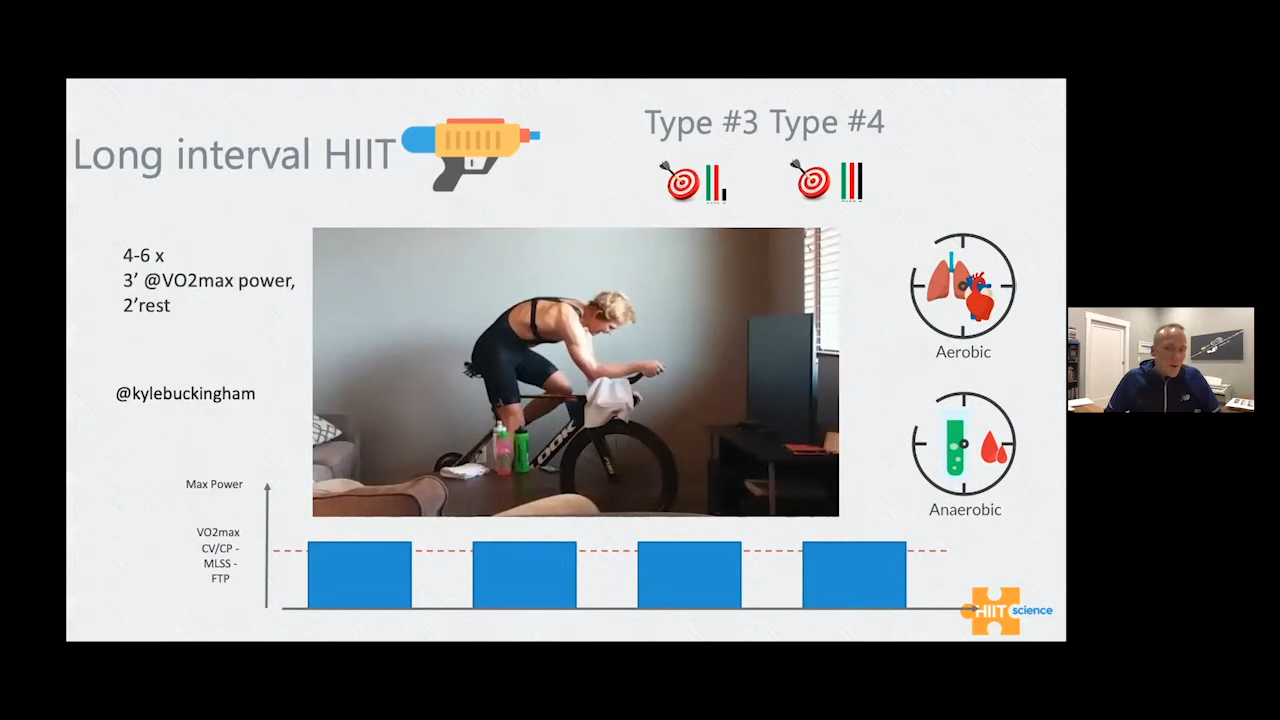 Type #3 Type #4
Long interval HIIT
4-6 x
3’ @VO2max power,
2’rest
@kylebuckingham
LOOK
Aerobic
Anaerobic
Max Power
VO2max
CV/CP -
MLSS -
FTP
HIIT science